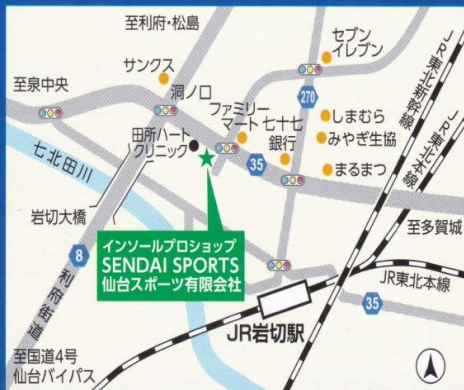 至利府・松島
セブン
イレブン
サンクス
至泉中央
洞ノ口
270
JR東北新幹線
JR東北本線
ファミリー
マート
七十七
銀行
しまむら
みやぎ生協
まるまつ
田所ハート
クリニック
35
七北田川
岩切大橋
至多賀城
8
利府街道
インソールプロショップ
SENDAI SPORTS
仙台スポーツ有限会社
JR東北本線
35
JR岩切駅
至国道4号
仙台バイパス